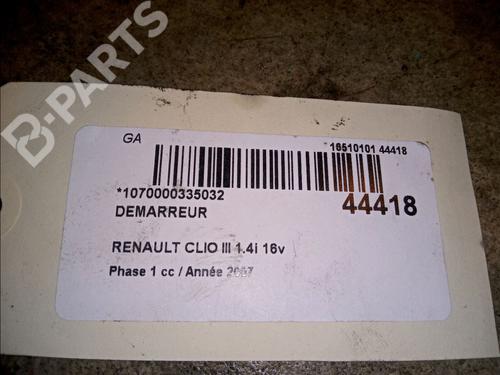 B-PARTS
GA
16510101 44418
*1070000335032
DEMARREUR
44418
RENAULT CLIO III 1.4i 16v
Phase 1 cc / Année 2007